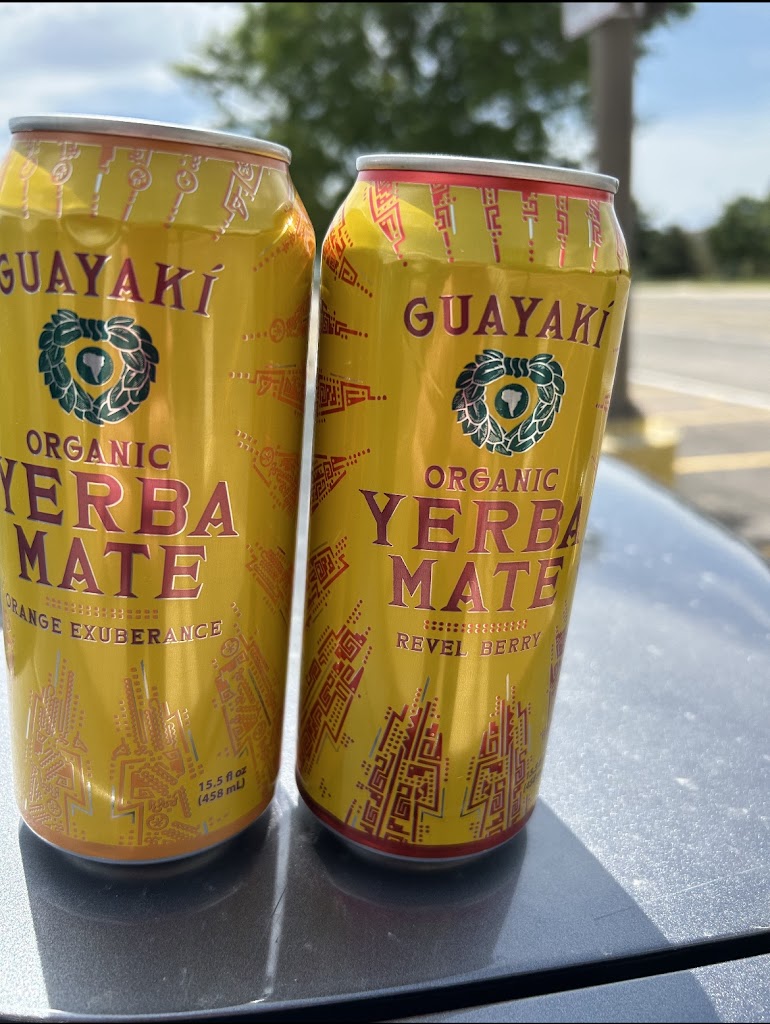 GUAYAKÍ
ORGANIC
YERBA
MATE
ORANGE EXUBERANCE
15.5 fl oz
(458 mL)
GUAYAKÍ
ORGANIC
YERBA
MATE
REVEL BERRY